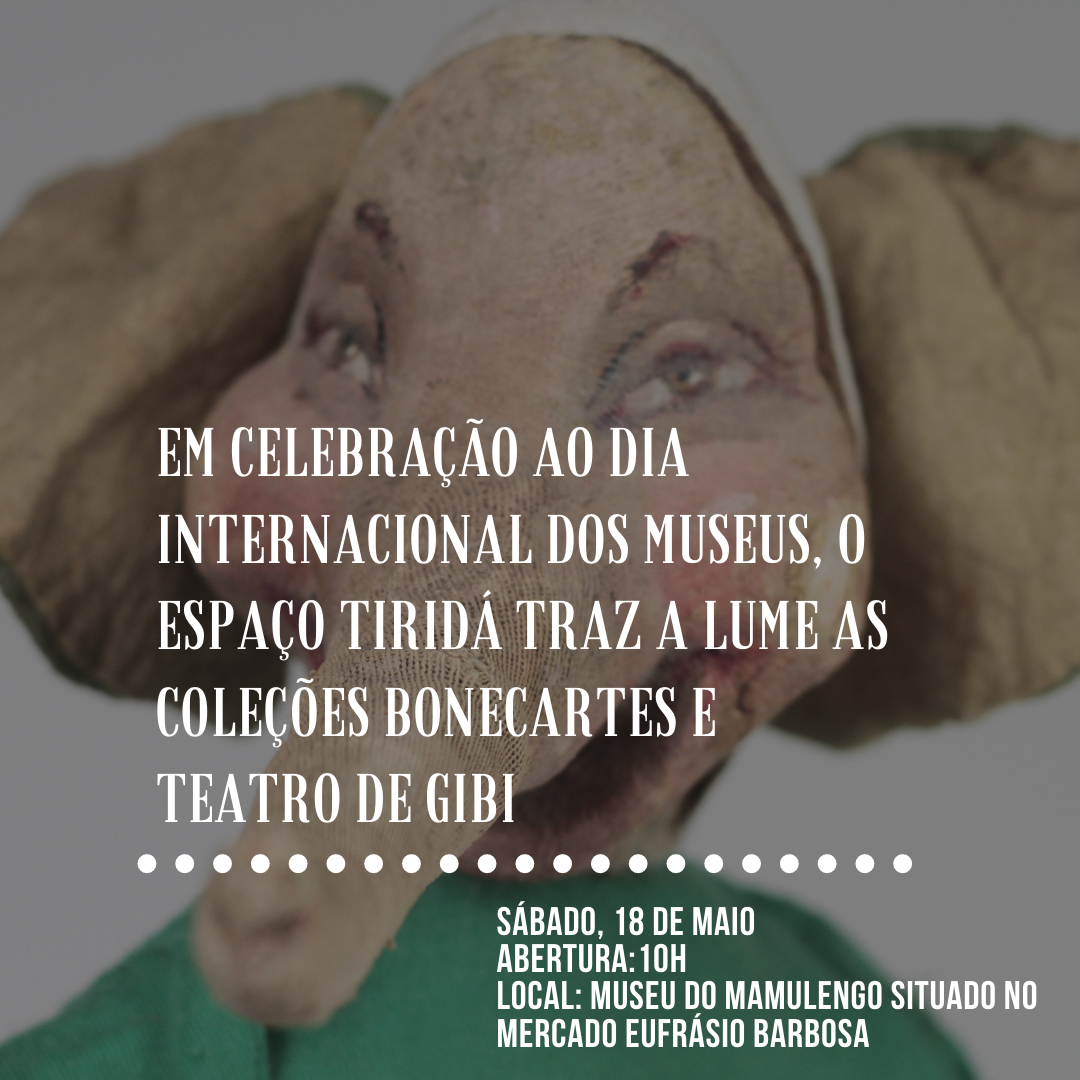 EM CELEBRAÇÃO AO DIA
INTERNACIONAL DOS MUSEUS, O
ESPAÇO TIRIDÁ TRAZ A LUME AS
COLEÇÕES BONECARTES E
TEATRO DE GIBI
SÁBADO, 18 DE MAIO
ABERTURA:10H
LOCAL: MUSEU DO MAMULENGO SITUADO NO
MERCADO EUFRÁSIO BARBOSA